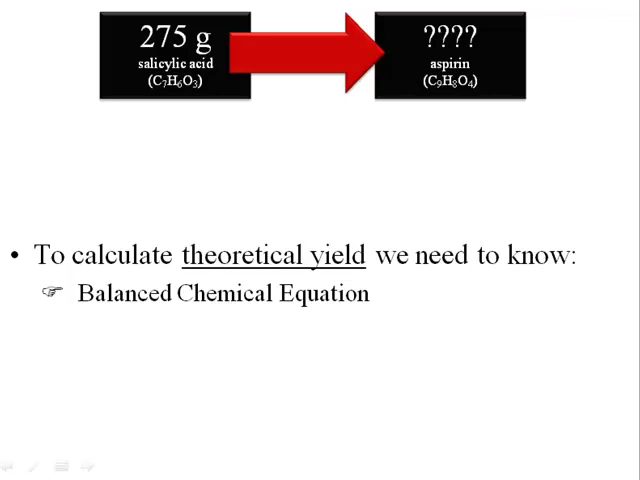 275 g
salicylic acid
(C₇H₆O₃)
????
aspirin
(C₉H₈O₄)
• To calculate theoretical yield we need to know:
☞ Balanced Chemical Equation